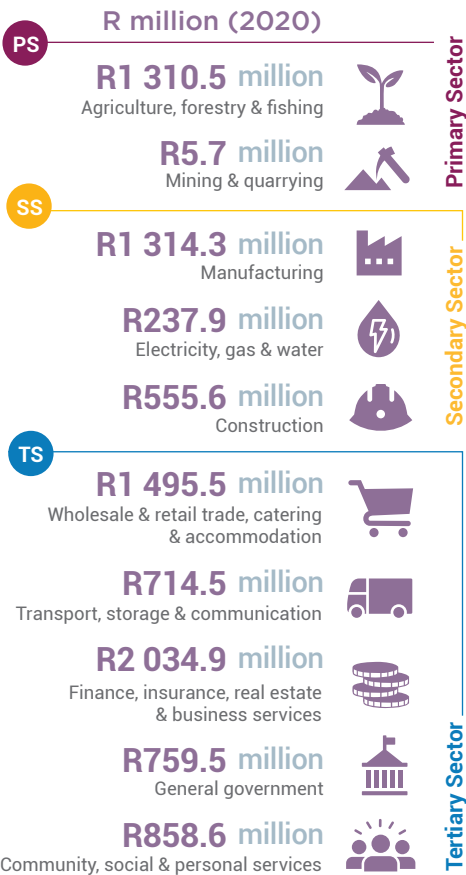 R million (2020)
PS
R1 310.5 million
Agriculture, forestry & fishing
R5.7 million
Mining & quarrying
Primary Sector
SS
R1 314.3 million
Manufacturing
R237.9 million
Electricity, gas & water
R555.6 million
Construction
Secondary Sector
TS
R1 495.5 million
Wholesale & retail trade, catering
& accommodation
R714.5 million
Transport, storage & communication
R2 034.9 million
Finance, insurance, real estate
& business services
R759.5 million
General government
R858.6 million
Community, social & personal services
Tertiary Sector